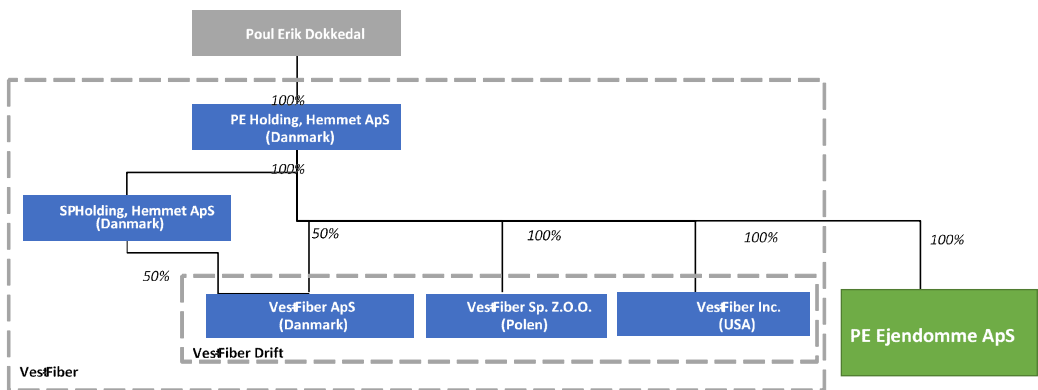 Poul Erik Dokkedal
100%
PE Holding, Hemmet ApS
(Danmark)
100%
SPHolding, Hemmet ApS
(Danmark)
50%
100%
100%
100%
50%
VestFiber ApS
(Danmark)
VestFiber Sp. Z.O.O.
(Polen)
VestFiber Inc.
(USA)
PE Ejendomme ApS
VestFiber Drift
VestFiber